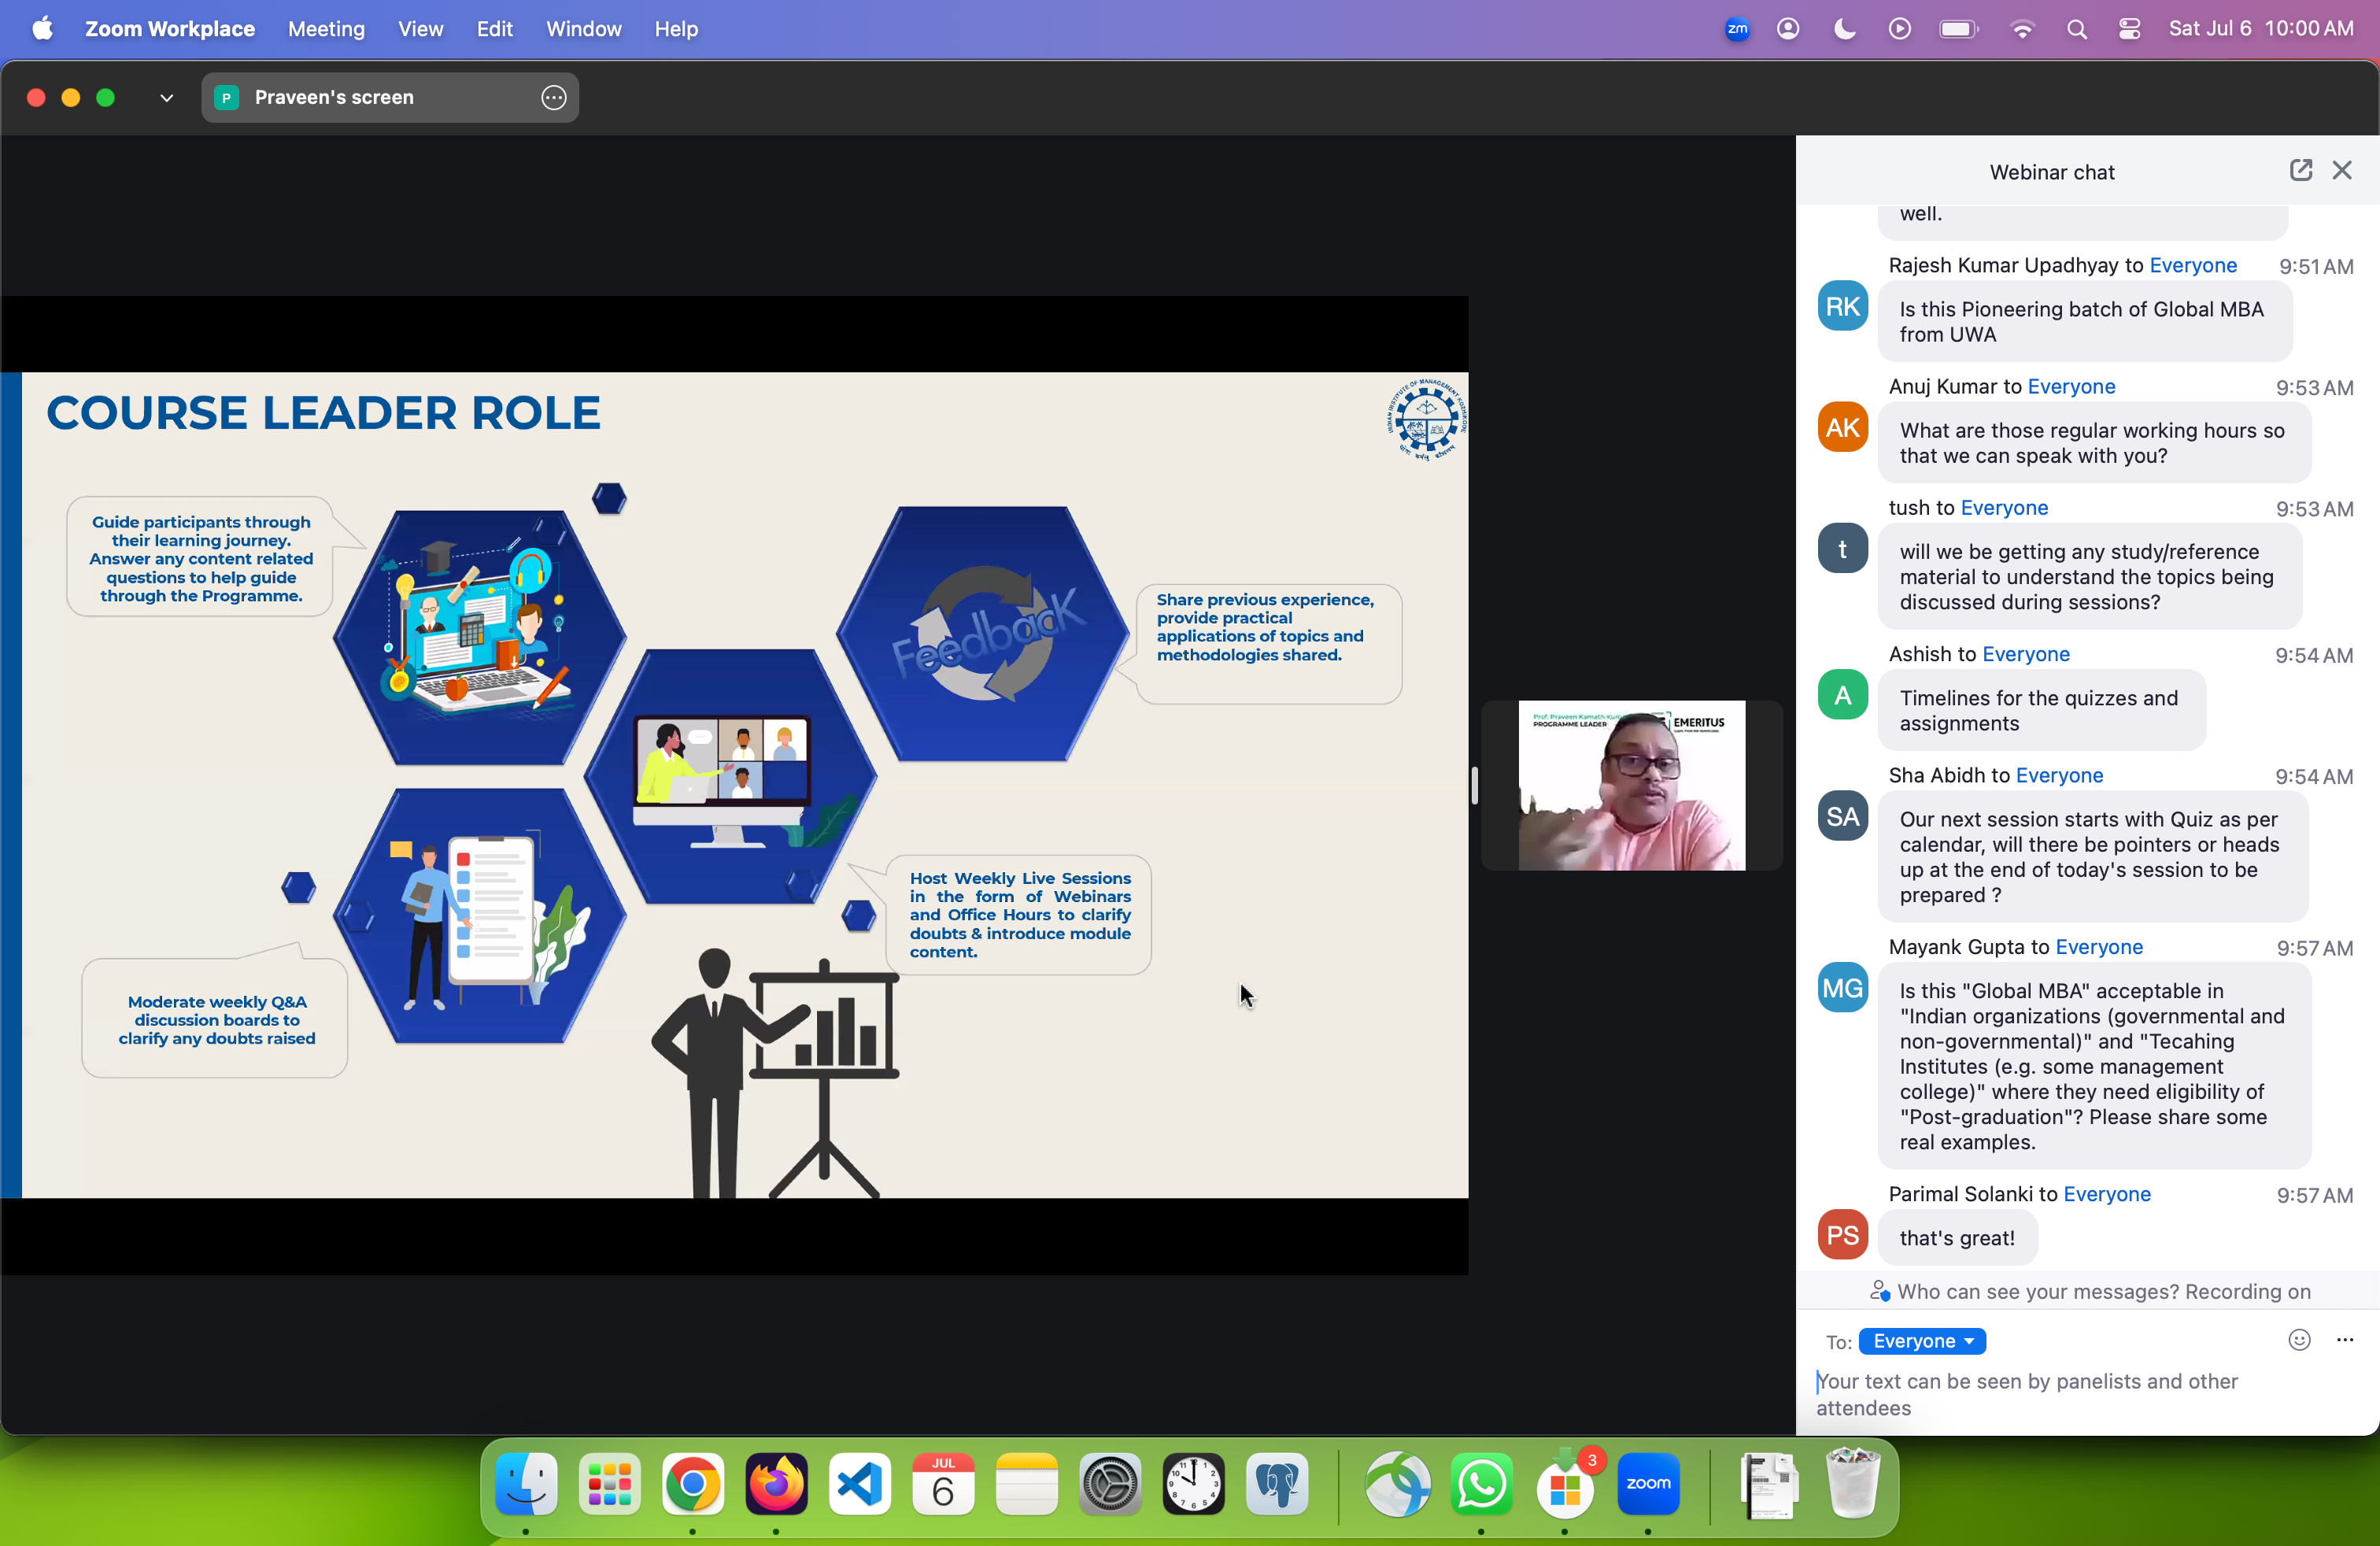 Zoom Workplace Meeting View Edit Window Help
zm
Sat Jul 6 10:00 AM
P Praveen's screen
COURSE LEADER ROLE
INDIAN INSTITUTE OF MANAGEMENT KOZHIKODE
Guide participants through
their learning journey.
Answer any content related
questions to help guide
through the Programme.
FeedbacK
Share previous experience,
provide practical
applications of topics and
methodologies shared.
Host Weekly Live Sessions
in the form of Webinars
and Office Hours to clarify
doubts & introduce module
content.
Moderate weekly Q&A
discussion boards to
clarify any doubts raised
Prof. Praveen Kamath
PROGRAMME LEADER
EMERITUS
Webinar chat
well.
Rajesh Kumar Upadhyay to Everyone 9:51 AM
RK
Is this Pioneering batch of Global MBA
from UWA
Anuj Kumar to Everyone 9:53 AM
AK
What are those regular working hours so
that we can speak with you?
tush to Everyone 9:53 AM
t
will we be getting any study/reference
material to understand the topics being
discussed during sessions?
Ashish to Everyone 9:54 AM
A
Timelines for the quizzes and
assignments
Sha Abidh to Everyone 9:54 AM
SA
Our next session starts with Quiz as per
calendar, will there be pointers or heads
up at the end of today's session to be
prepared ?
Mayank Gupta to Everyone 9:57 AM
MG
Is this "Global MBA" acceptable in
"Indian organizations (governmental and
non-governmental)" and "Tecahing
Institutes (e.g. some management
college)" where they need eligibility of
"Post-graduation"? Please share some
real examples.
Parimal Solanki to Everyone 9:57 AM
PS
that's great!
Who can see your messages? Recording on
To: Everyone
Your text can be seen by panelists and other
attendees
JUL
6
3
zoom